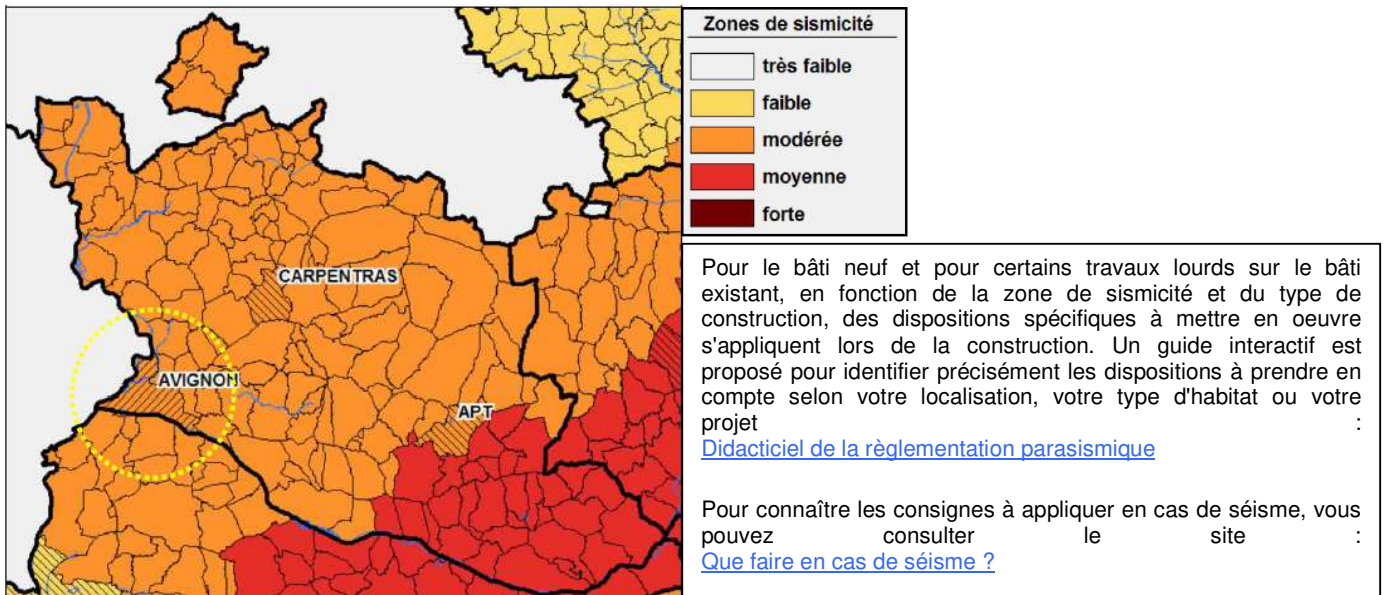 Zones de sismicité
très faible
faible
modérée
moyenne
forte
CARPENTRAS
AVIGNON
APT
Pour le bâti neuf et pour certains travaux lourds sur le bâti
existant, en fonction de la zone de sismicité et du type de
construction, des dispositions spécifiques à mettre en oeuvre
s'appliquent lors de la construction. Un guide interactif est
proposé pour identifier précisément les dispositions à prendre en
compte selon votre localisation, votre type d'habitat ou votre
projet :
Didacticiel de la règlementation parasismique
Pour connaître les consignes à appliquer en cas de séisme, vous
pouvez consulter le site :
Que faire en cas de séisme ?